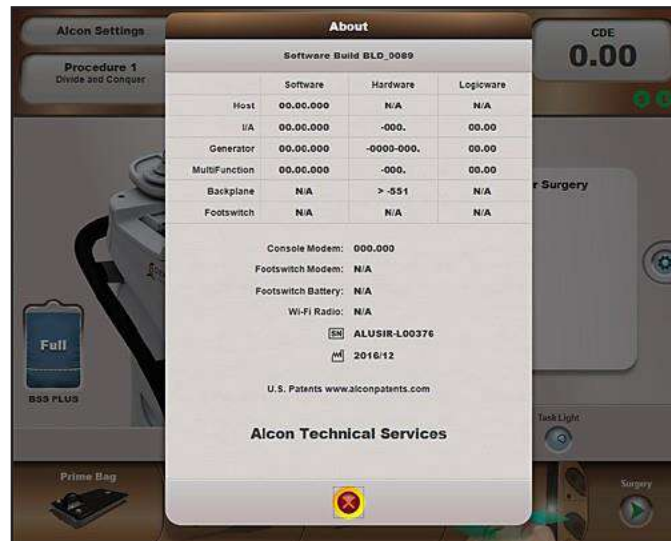 Alcon Settings
Procedure 1
Divide and Conquer
About
Software Build BLD_0089
Software Hardware Logicware
Host 00.00.000 N/A N/A
I/A 00.00.000 -000. 00.00
Generator 00.00.000 -0000-000. 00.00
MultiFunction 00.00.000 -000. 00.00
Backplane N/A > -551 N/A
Footswitch N/A N/A N/A
Console Modem: 000.000
Footswitch Modem: N/A
Footswitch Battery: N/A
Wi-Fi Radio: N/A
SN ALUSIR-L00376
2016/12
U.S. Patents www.alconpatents.com
Alcon Technical Services
CDE
0.00
r Surgery
Full
BSS PLUS
Task Light
Prime Bag
Surgery